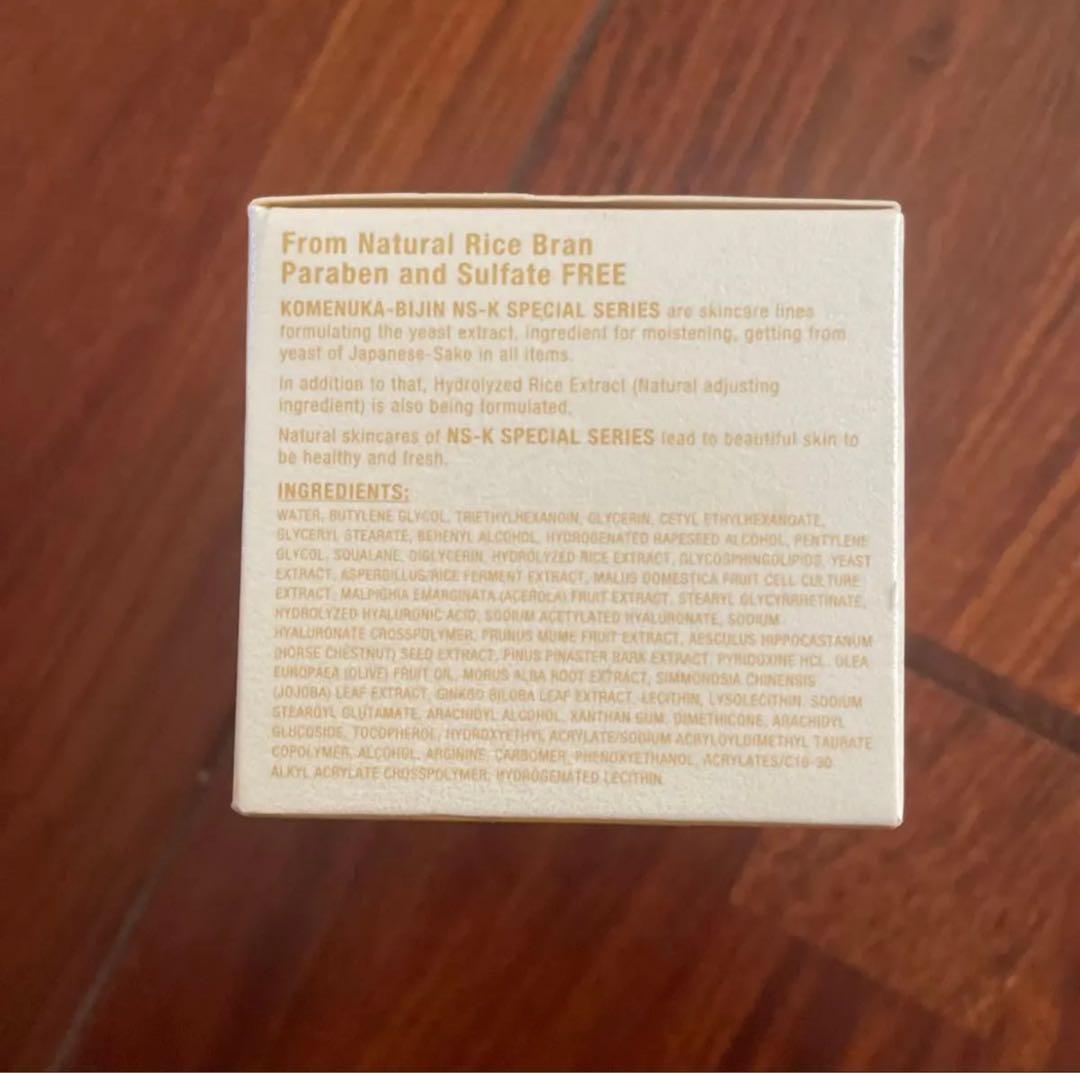 From Natural Rice Bran
Paraben and Sulfate FREE
KOMENUKA-BIJIN NS-K SPECIAL SERIES are skincare lines
formulating the yeast extract, ingredient for moistening, getting from
yeast of Japanese-Sake in all items.
In addition to that, Hydrolyzed Rice Extract (Natural adjusting
ingredient) is also being formulated.
Natural skincares of NS-K SPECIAL SERIES lead to beautiful skin to
be healthy and fresh.
INGREDIENTS:
WATER, BUTYLENE GLYCOL, TRIETHYLHEXANOIN, GLYCERIN, CETYL ETHYLHEXANOATE,
GLYCERYL STEARATE, BEHENYL ALCOHOL, HYDROGENATED RAPESEED ALCOHOL, PENTYLENE
GLYCOL, SQUALANE, DIGLYCERIN, HYDROLYZED RICE EXTRACT, GLYCOSPHINGOLIPIDS, YEAST
EXTRACT, ASPERGILLUS/RICE FERMENT EXTRACT, MALUS DOMESTICA FRUIT CELL CULTURE
EXTRACT, MALPIGHIA EMARGINATA (ACEROLA) FRUIT EXTRACT, STEARYL GLYCYRRHETINATE,
HYDROLYZED HYALURONIC ACID, SODIUM ACETYLATED HYALURONATE, SODIUM
HYALURONATE CROSSPOLYMER, PRUNUS MUME FRUIT EXTRACT, AESCULUS HIPPOCASTANUM
(HORSE CHESTNUT) SEED EXTRACT, PINUS PINASTER BARK EXTRACT, PYRIDOXINE HCL, OLEA
EUROPAEA (OLIVE) FRUIT OIL, MORUS ALBA ROOT EXTRACT, SIMMONDSIA CHINENSIS
(JOJOBA) LEAF EXTRACT, GINKGO BILOBA LEAF EXTRACT, LECITHIN, LYSOLECITHIN, SODIUM
STEAROYL GLUTAMATE, ARACHIDYL ALCOHOL, XANTHAN GUM, DIMETHICONE, ARACHIDYL
GLUCOSIDE, TOCOPHEROL, HYDROXYETHYL ACRYLATE/SODIUM ACRYLOYLDIMETHYL TAURATE
COPOLYMER, ALCOHOL, ARGININE, CARBOMER, PHENOXYETHANOL, ACRYLATES/C10-30
ALKYL ACRYLATE CROSSPOLYMER, HYDROGENATED LECITHIN